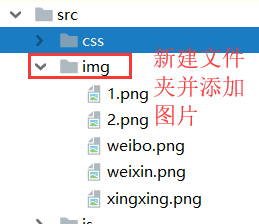 src
css
img
新建文件
夹并添加
图片
1.png
2.png
weibo.png
weixin.png
xingxing.png